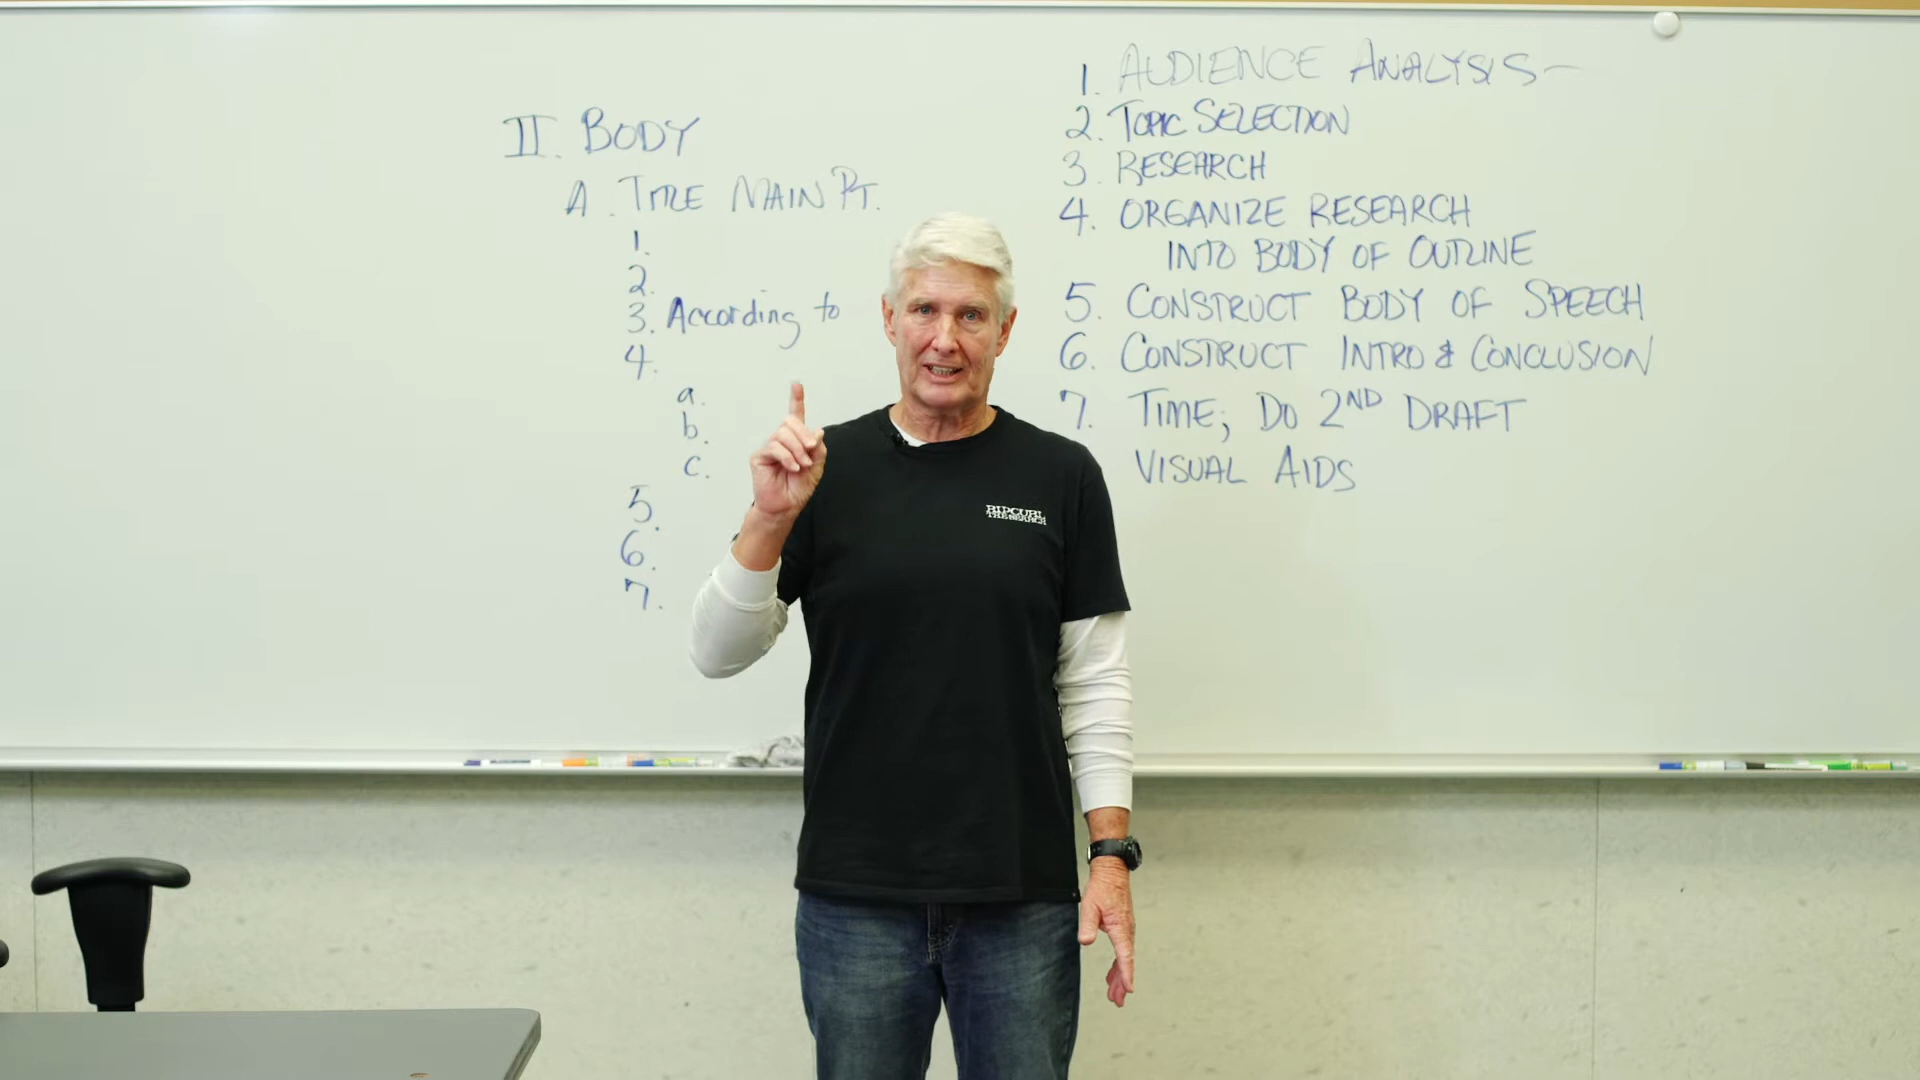 II. BODY
A. TITLE MAIN PT.
1.
2.
3. According to
4.
a.
b.
c.
5.
6.
7.
1. AUDIENCE ANALYSIS-
2. TOPIC SELECTION
3. RESEARCH
4. ORGANIZE RESEARCH
INTO BODY OF OUTLINE
5. CONSTRUCT BODY OF SPEECH
6. CONSTRUCT INTRO & CONCLUSION
7. TIME; DO 2ND DRAFT
VISUAL AIDS
RIPCURL
THE SEARCH